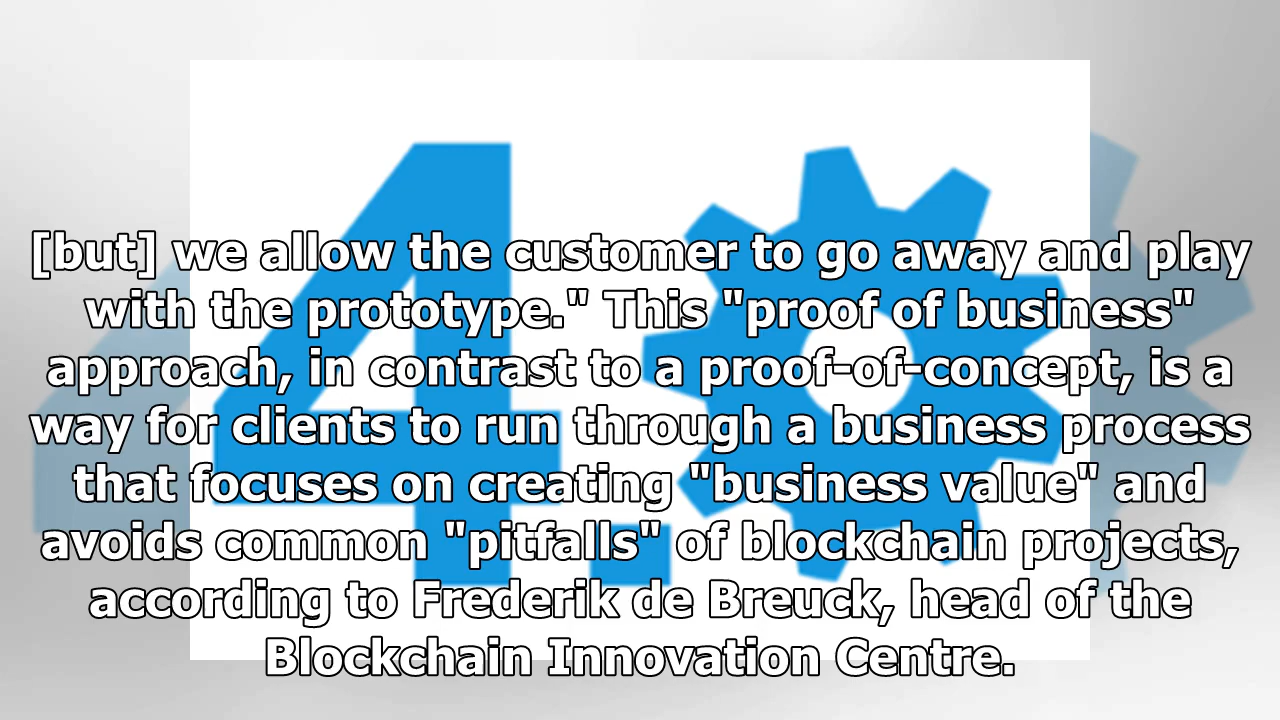 4.
[but] we allow the customer to go away and play
with the prototype." This "proof of business"
approach, in contrast to a proof-of-concept, is a
way for clients to run through a business process
that focuses on creating "business value" and
avoids common "pitfalls" of blockchain projects,
according to Frederik de Breuck, head of the
Blockchain Innovation Centre.